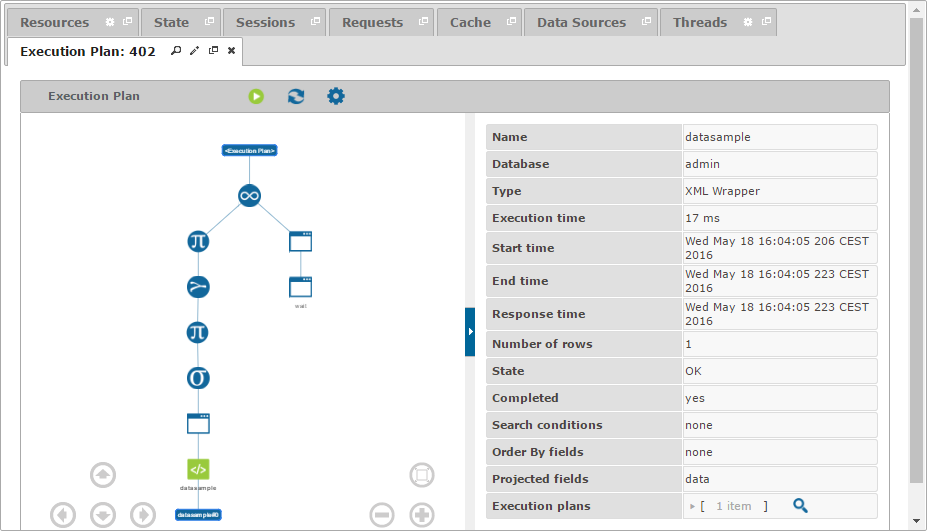 Resources State Sessions Requests Cache Data Sources Threads
Execution Plan: 402
Execution Plan
<Execution Plan>
π
π
wait
σ
</>
datasample
datasample#0
Name datasample
Database admin
Type XML Wrapper
Execution time 17 ms
Start time Wed May 18 16:04:05 206 CEST
2016
End time Wed May 18 16:04:05 223 CEST
2016
Response time Wed May 18 16:04:05 223 CEST
2016
Number of rows 1
State OK
Completed yes
Search conditions none
Order By fields none
Projected fields data
Execution plans [ 1 item ]